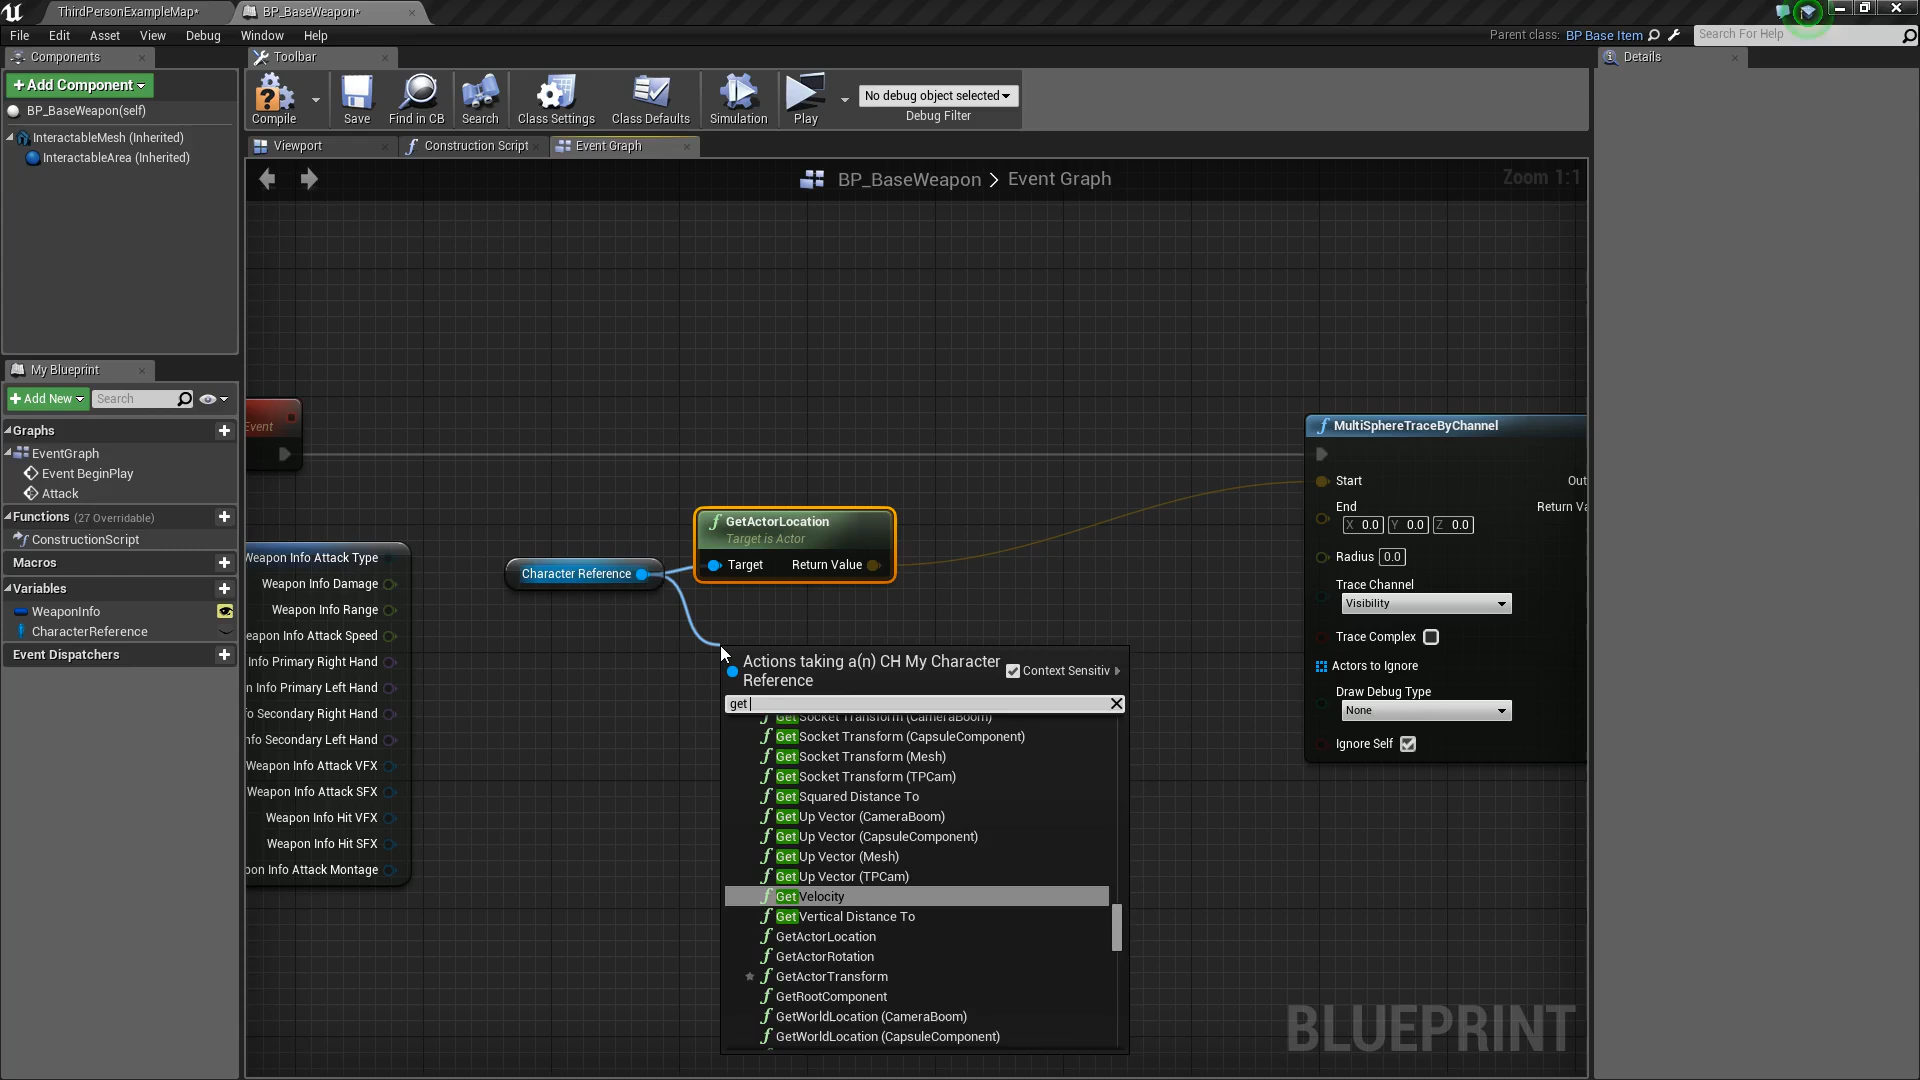 ThirdPersonExampleMap*
BP_BaseWeapon*
File Edit Asset View Debug Window Help
Parent class: BP Base Item
Search For Help
Components
Toolbar
Details
+Add Component
BP_BaseWeapon(self)
InteractableMesh (Inherited)
InteractableArea (Inherited)
Compile
Save
Find in CB
Search
Class Settings
Class Defaults
Simulation
Play
No debug object selected
Debug Filter
Viewport
Construction Script
Event Graph
BP_BaseWeapon > Event Graph
Zoom 1:1
My Blueprint
+Add New
Search
Graphs
EventGraph
Event BeginPlay
Attack
Functions (27 Overridable)
ConstructionScript
Macros
Variables
WeaponInfo
CharacterReference
Event Dispatchers
Event
Weapon Info Attack Type
Weapon Info Damage
Weapon Info Range
eapon Info Attack Speed
Info Primary Right Hand
n Info Primary Left Hand
fo Secondary Right Hand
nfo Secondary Left Hand
Weapon Info Attack VFX
Weapon Info Attack SFX
Weapon Info Hit VFX
Weapon Info Hit SFX
pon Info Attack Montage
Character Reference
GetActorLocation
Target is Actor
Target
Return Value
MultiSphereTraceByChannel
Start
Out
End
Return Va
X 0.0 Y 0.0 Z 0.0
Radius 0.0
Trace Channel
Visibility
Trace Complex
Actors to Ignore
Draw Debug Type
None
Ignore Self
Actions taking a(n) CH My Character
Reference
Context Sensitiv
get
Get Socket Transform (CameraBoom)
Get Socket Transform (CapsuleComponent)
Get Socket Transform (Mesh)
Get Socket Transform (TPCam)
Get Squared Distance To
Get Up Vector (CameraBoom)
Get Up Vector (CapsuleComponent)
Get Up Vector (Mesh)
Get Up Vector (TPCam)
Get Velocity
Get Vertical Distance To
GetActorLocation
GetActorRotation
GetActorTransform
GetRootComponent
GetWorldLocation (CameraBoom)
GetWorldLocation (CapsuleComponent)
BLUEPRINT